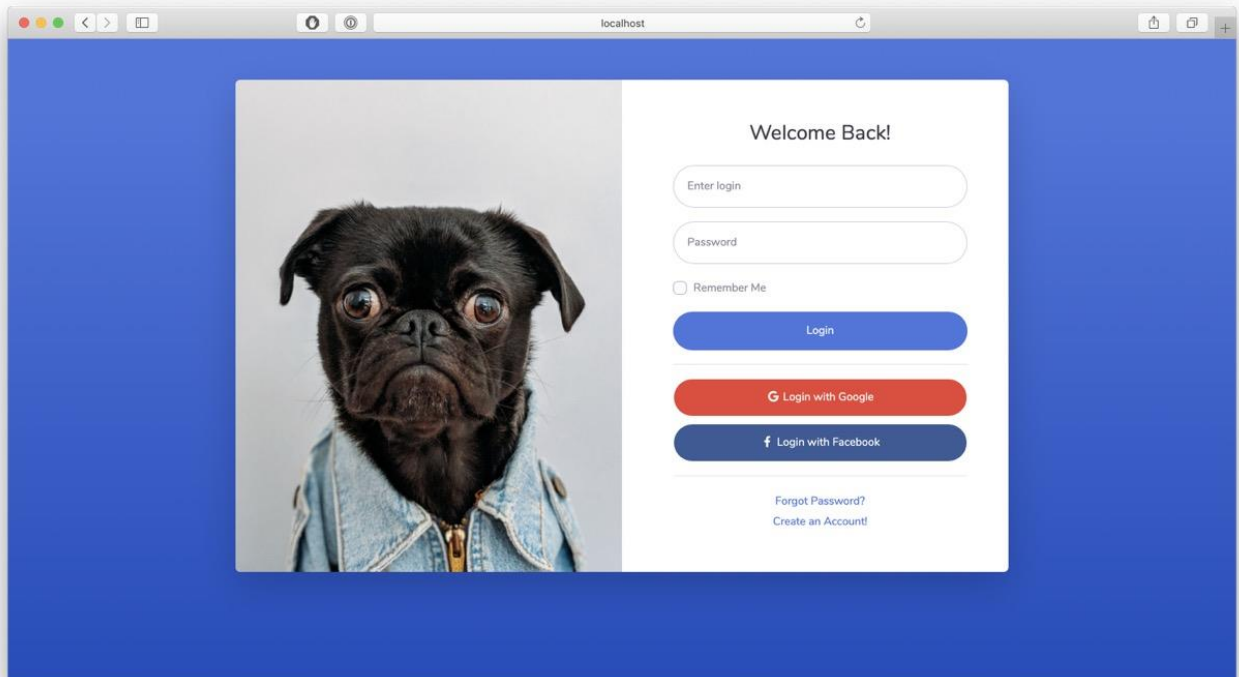 localhost
Welcome Back!
Enter login
Password
Remember Me
Login
Login with Google
Login with Facebook
Forgot Password?
Create an Account!